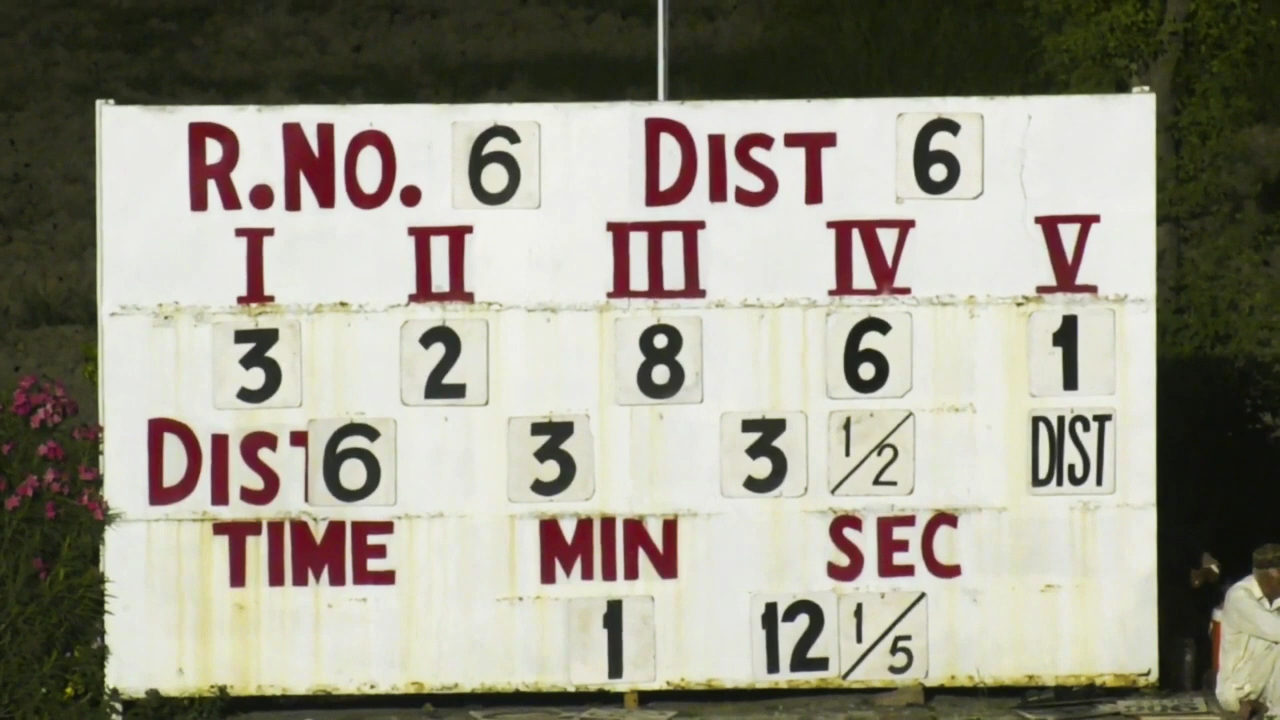 R.NO. 6 DIST 6
I II III IV V
3 2 8 6 1
DIST 6 3 3 1/2 DIST
TIME MIN SEC
1 12 1/5